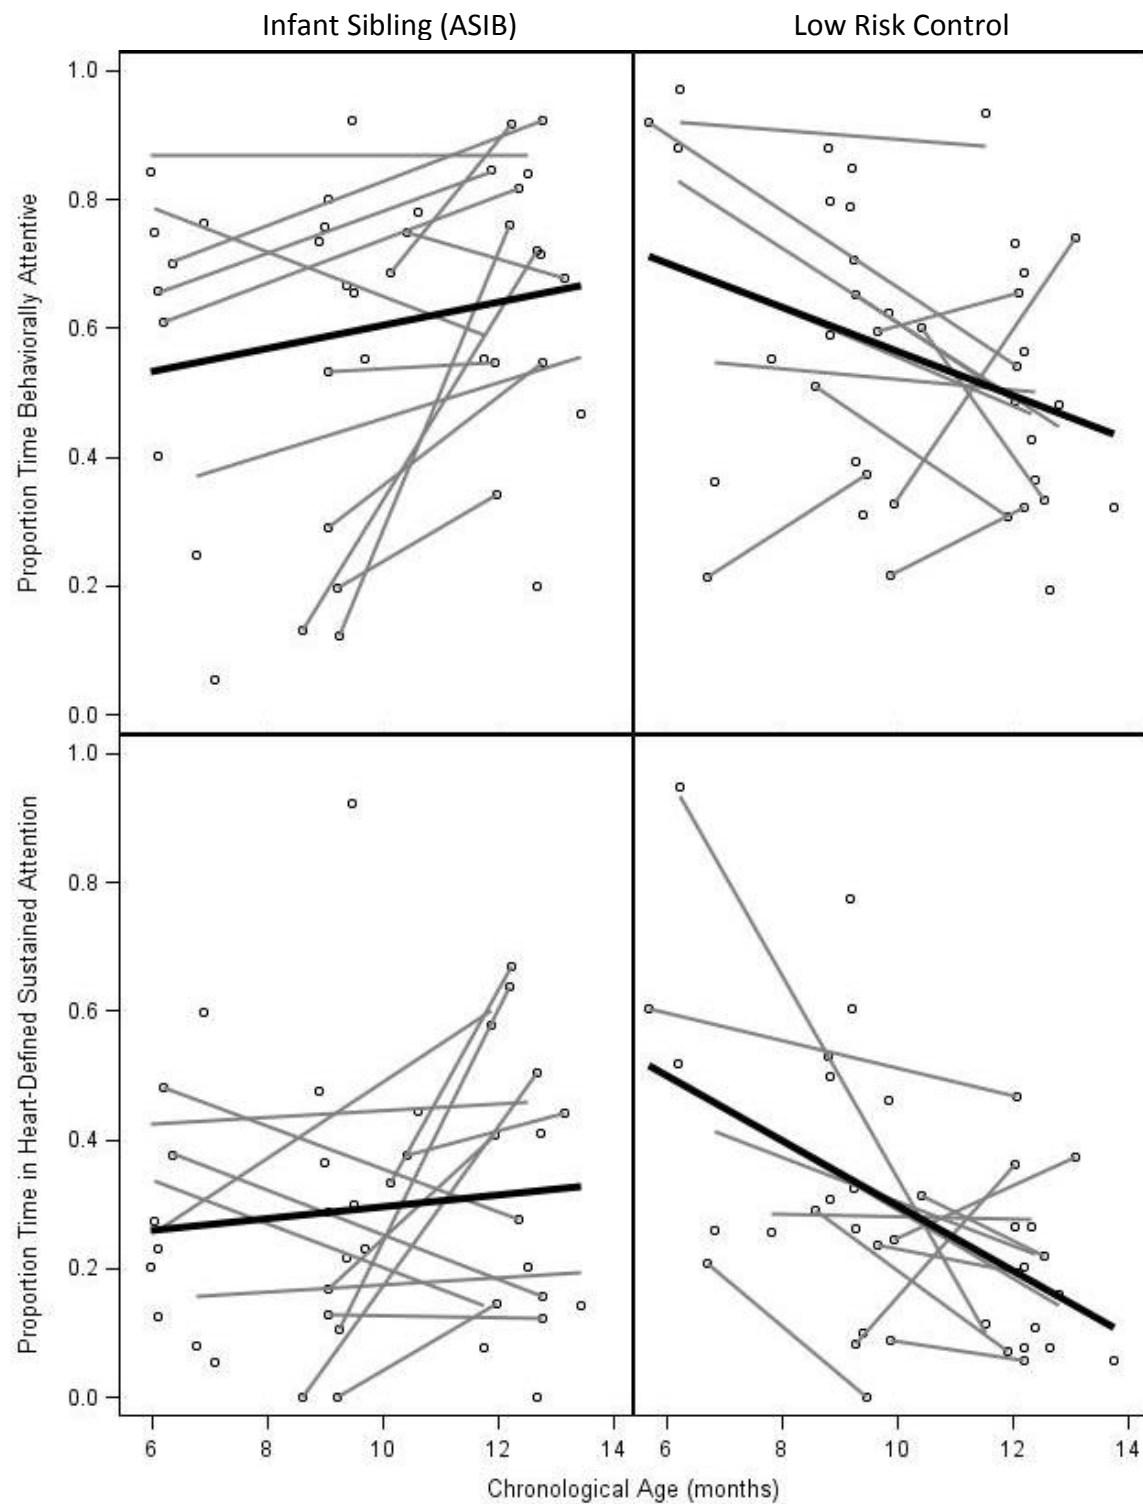 Infant Sibling (ASIB)
Low Risk Control
Proportion Time Behaviorally Attentive
1.0
0.8
0.6
0.4
0.2
0.0
Proportion Time in Heart-Defined Sustained Attention
1.0
0.8
0.6
0.4
0.2
0.0
6 8 10 12 14
6 8 10 12 14
Chronological Age (months)